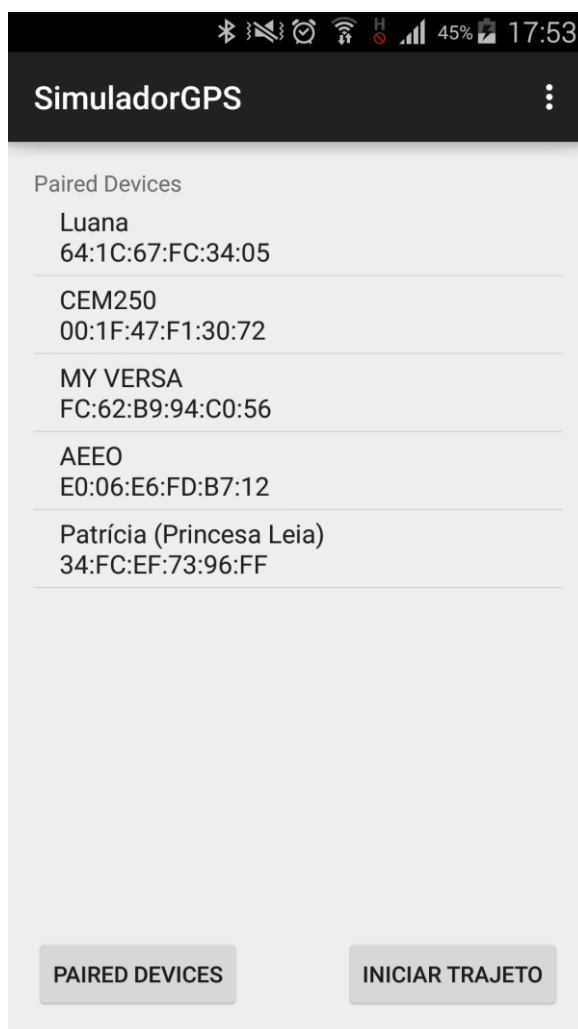 H 45% 17:53
SimuladorGPS
Paired Devices
Luana
64:1C:67:FC:34:05
CEM250
00:1F:47:F1:30:72
MY VERSA
FC:62:B9:94:C0:56
AEEO
E0:06:E6:FD:B7:12
Patrícia (Princesa Leia)
34:FC:EF:73:96:FF
PAIRED DEVICES INICIAR TRAJETO